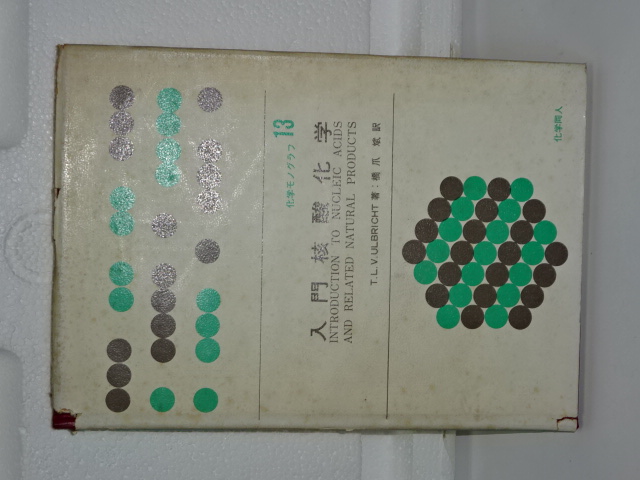 化学モノグラフ 13
入門 核酸化学
INTRODUCTION TO NUCLEIC ACIDS
AND RELATED NATURAL PRODUCTS
T.L.V.ULBRICHT 著：橋爪 斌 訳
化学同人